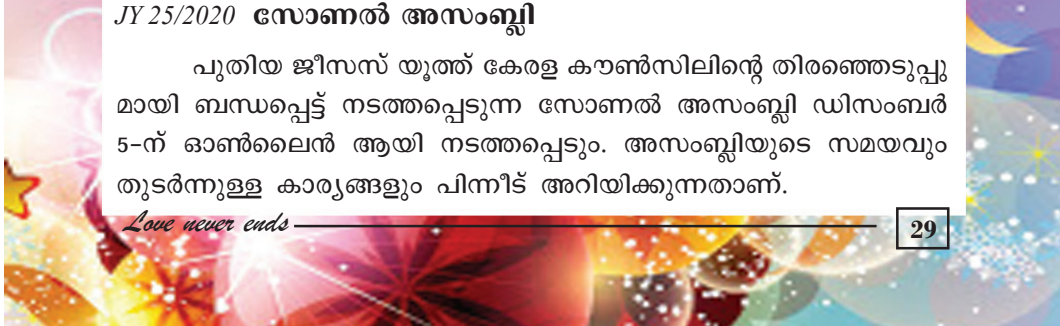 JY 25/2020 സോണൽ അസംബ്ലി
പുതിയ ജീസസ് യൂത്ത് കേരള കൗൺസിലിന്റെ തിരഞ്ഞെടുപ്പു
മായി ബന്ധപ്പെട്ട് നടത്തപ്പെടുന്ന സോണൽ അസംബ്ലി ഡിസംബർ
5-ന് ഓൺലൈൻ ആയി നടത്തപ്പെടും. അസംബ്ലിയുടെ സമയവും
തുടർന്നുള്ള കാര്യങ്ങളും പിന്നീട് അറിയിക്കുന്നതാണ്.
Love never ends
29